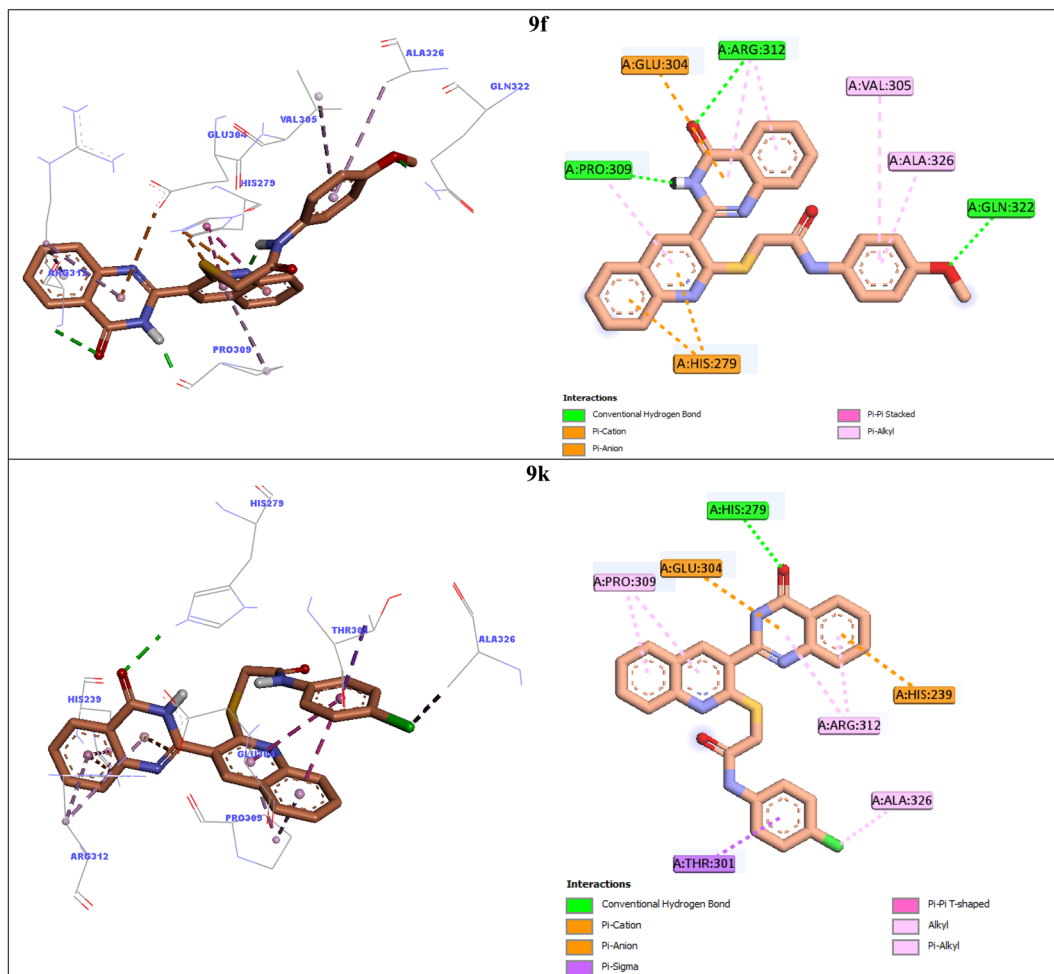 9f
ALA326
GLN322
VAL305
GLU304
HIS279
ARG312
PRO309
A:ARG:312
A:GLU:304
A:VAL:305
A:PRO:309
A:ALA:326
A:GLN:322
A:HIS:279
Interactions
Conventional Hydrogen Bond
Pi-Cation
Pi-Anion
Pi-Pi Stacked
Pi-Alkyl
9k
HIS279
THR301
ALA326
HIS239
GLU304
PRO309
ARG312
A:HIS:279
A:GLU:304
A:PRO:309
A:HIS:239
A:ARG:312
A:ALA:326
A:THR:301
Interactions
Conventional Hydrogen Bond
Pi-Cation
Pi-Anion
Pi-Sigma
Pi-Pi T-shaped
Alkyl
Pi-Alkyl